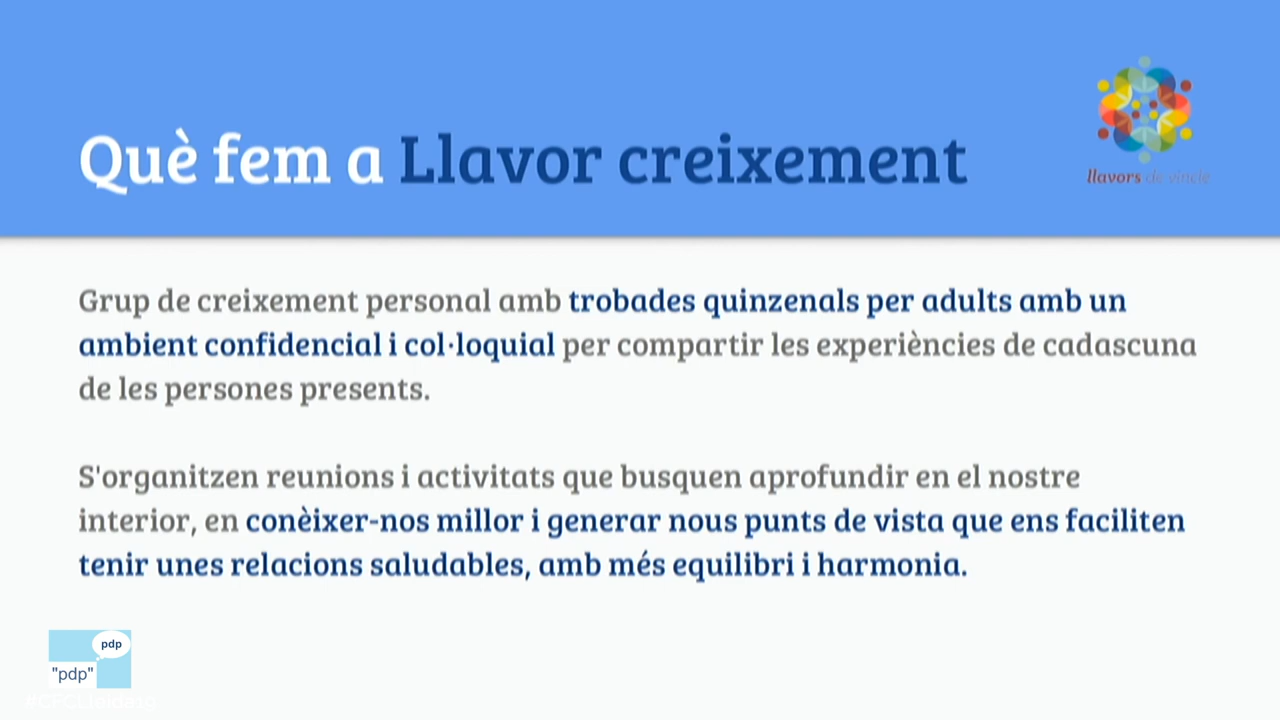 Què fem a Llavor creixement
llavors de vincle
Grup de creixement personal amb trobades quinzenals per adults amb un
ambient confidencial i col·loquial per compartir les experiències de cadascuna
de les persones presents.
S'organitzen reunions i activitats que busquen aprofundir en el nostre
interior, en conèixer-nos millor i generar nous punts de vista que ens faciliten
tenir unes relacions saludables, amb més equilibri i harmonia.
pdp
"pdp"